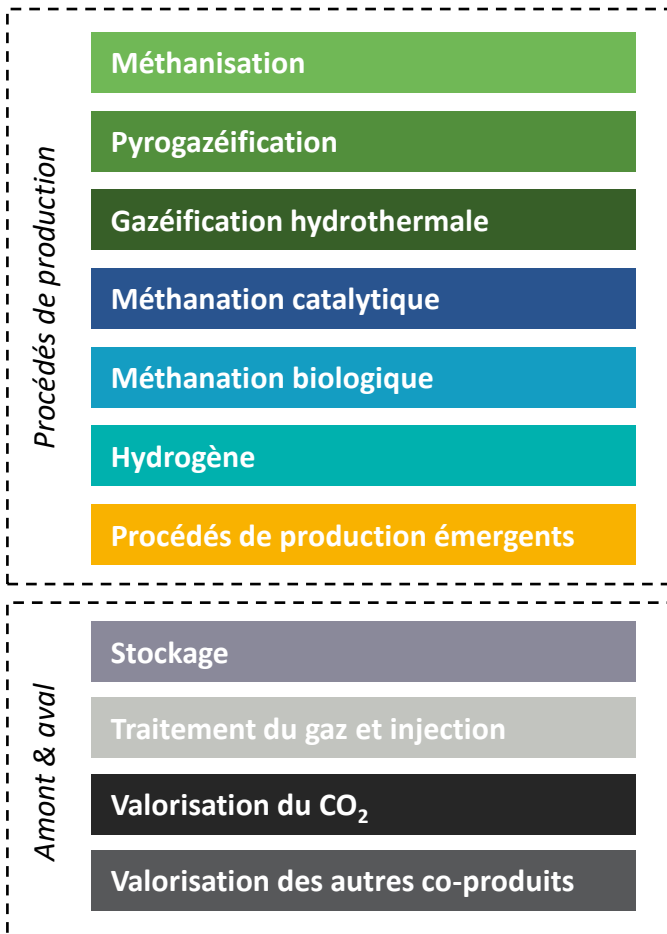 Procédés de production
Méthanisation
Pyrogazéification
Gazéification hydrothermale
Méthanation catalytique
Méthanation biologique
Hydrogène
Procédés de production émergents
Amont & aval
Stockage
Traitement du gaz et injection
Valorisation du CO₂
Valorisation des autres co-produits